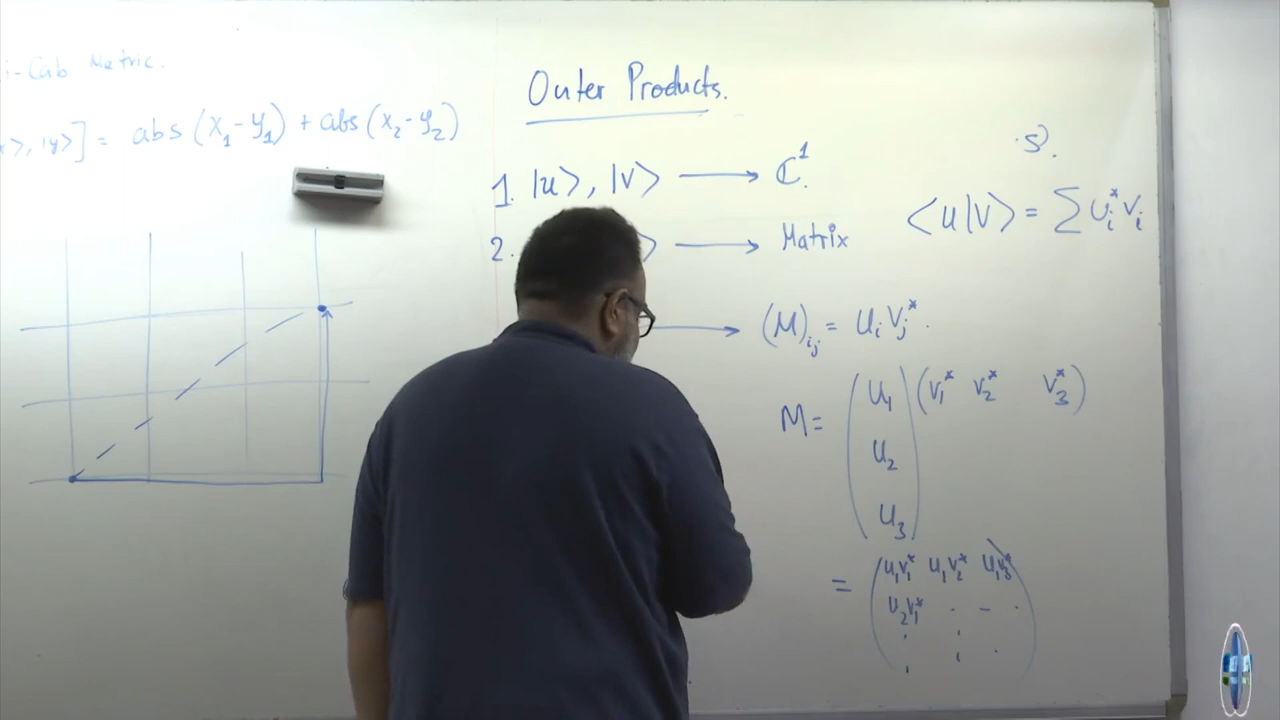 i-Cab Metric.
x>, |y>] = abs (x₁-y₁) + abs (x₂-y₂)
Outer Products.
1. |u>, |v> ⟶ ℂ¹.
2. > ⟶ Matrix
⟶ (M)ᵢⱼ = Uᵢ Vⱼ*.
M = (U₁ U₂ U₃) (V₁* V₂* V₃*)
= (U₁V₁* U₁V₂* U₁V₃*
U₂V₁* . - .
. . .)
5).
<U|V> = ∑ Uᵢ* Vᵢ